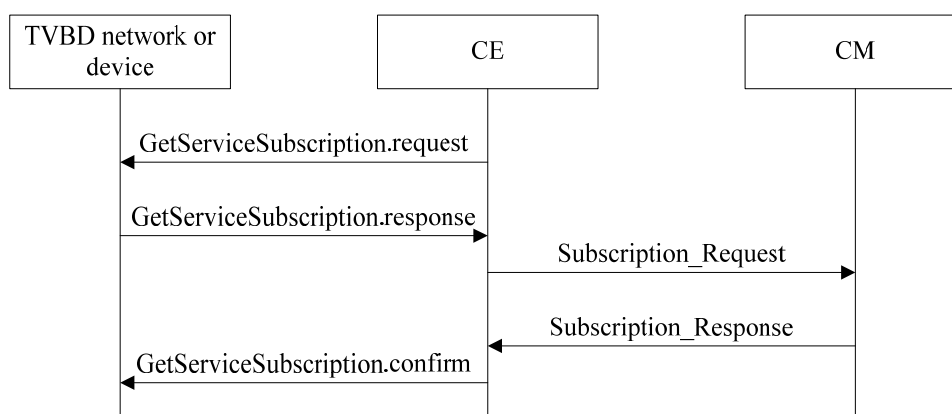 TVBD network or
device
CE
CM
GetServiceSubscription.request
GetServiceSubscription.response
Subscription_Request
Subscription_Response
GetServiceSubscription.confirm